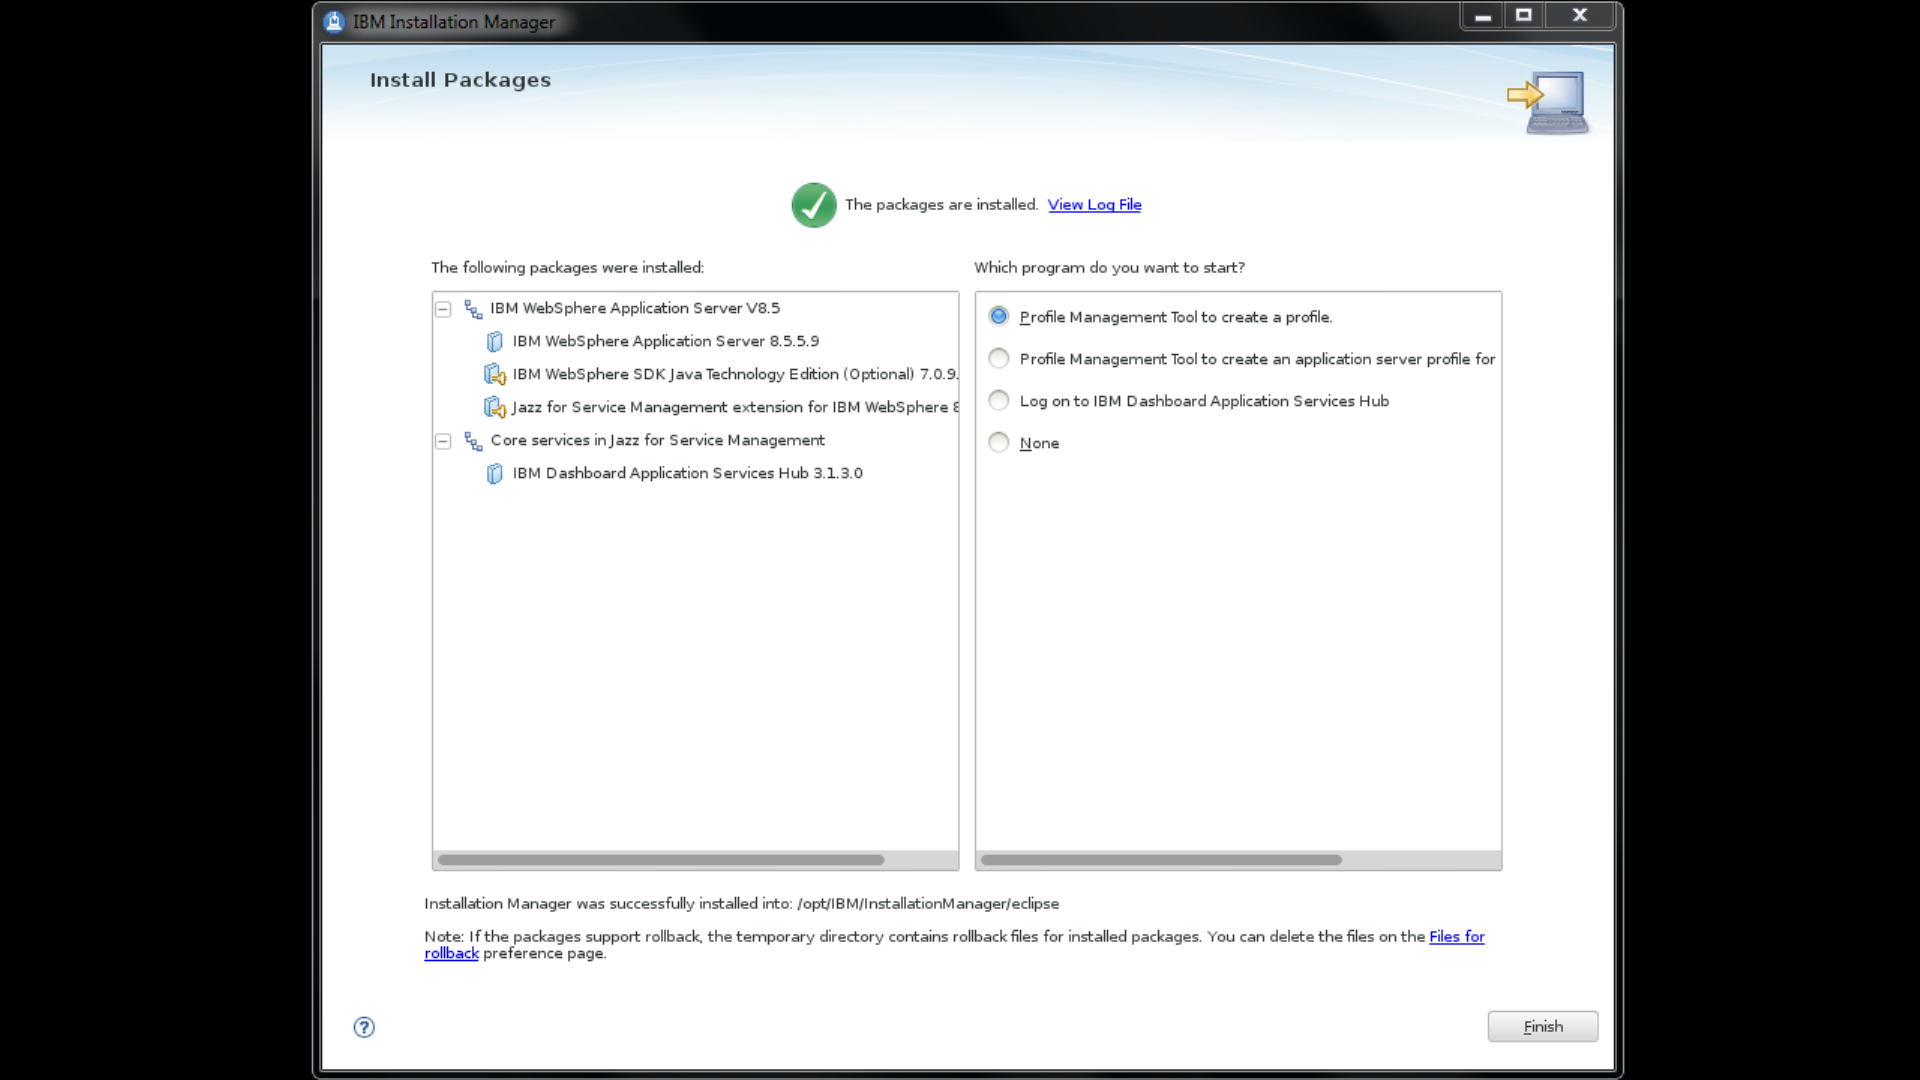 IBM Installation Manager
Install Packages
The packages are installed. View Log File
The following packages were installed:
IBM WebSphere Application Server V8.5
IBM WebSphere Application Server 8.5.5.9
IBM WebSphere SDK Java Technology Edition (Optional) 7.0.9.
Jazz for Service Management extension for IBM WebSphere 8
Core services in Jazz for Service Management
IBM Dashboard Application Services Hub 3.1.3.0
Which program do you want to start?
Profile Management Tool to create a profile.
Profile Management Tool to create an application server profile for
Log on to IBM Dashboard Application Services Hub
None
Installation Manager was successfully installed into: /opt/IBM/InstallationManager/eclipse
Note: If the packages support rollback, the temporary directory contains rollback files for installed packages. You can delete the files on the Files for
rollback preference page.
?
Finish